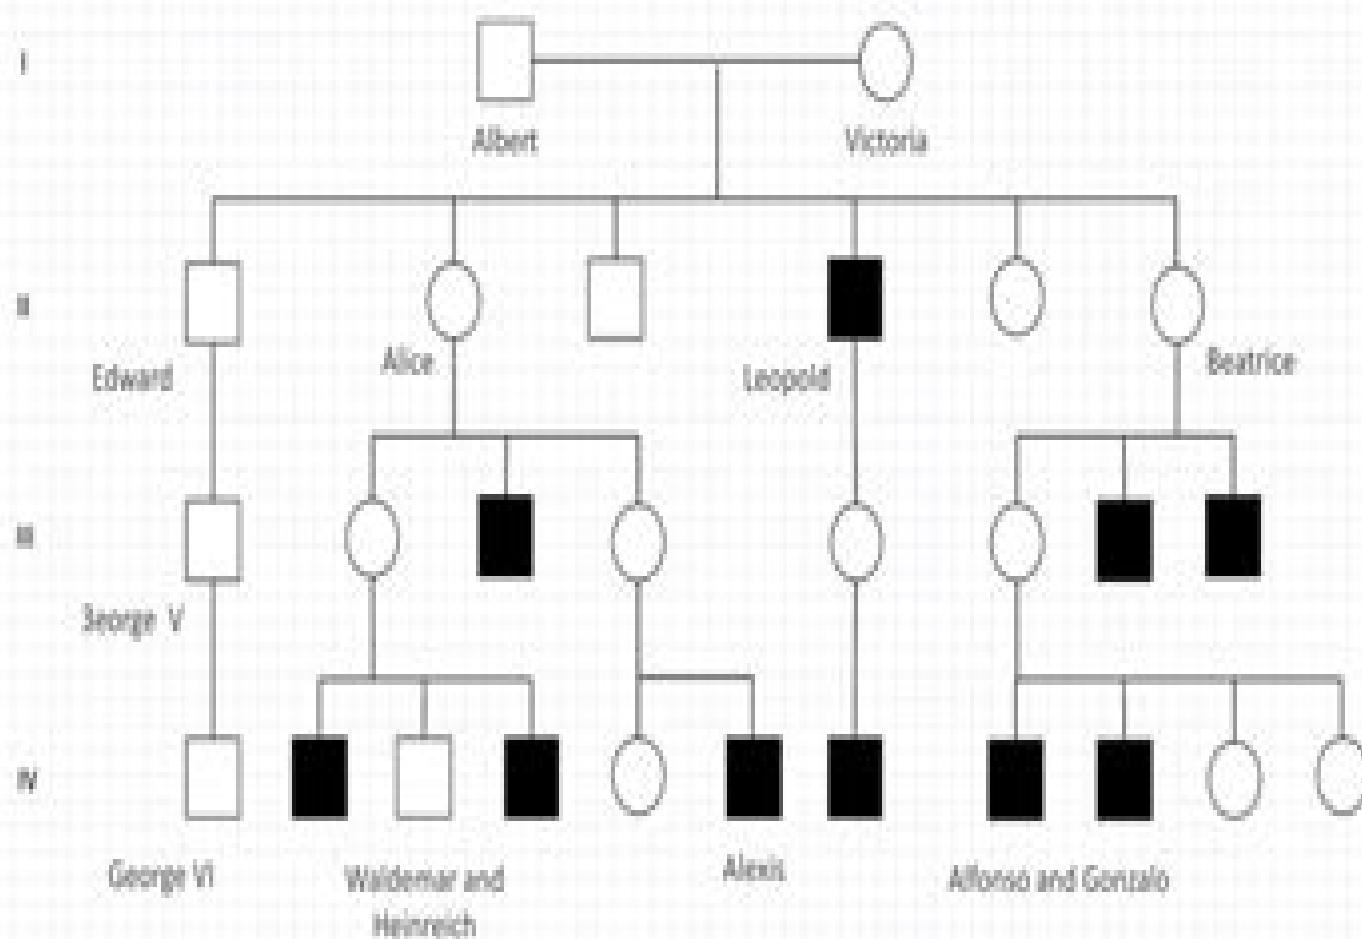 I
Albert
Victoria
II
Edward
Alice
Leopold
Beatrice
III
George V
IV
George VI
Waldemar and
Heinreich
Alexis
Alfonso and Gonzalo